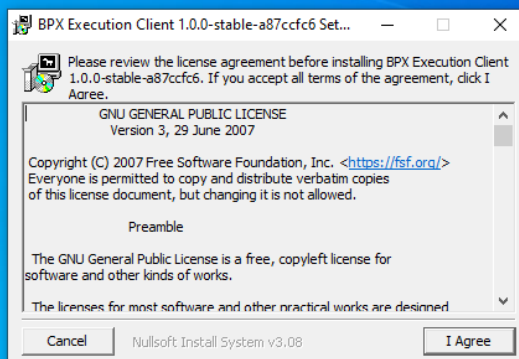 BPX Execution Client 1.0.0-stable-a87ccfc6 Set...
Please review the license agreement before installing BPX Execution Client
1.0.0-stable-a87ccfc6. If you accept all terms of the agreement, click I
Agree.
GNU GENERAL PUBLIC LICENSE
Version 3, 29 June 2007
Copyright (C) 2007 Free Software Foundation, Inc. <https://fsf.org/>
Everyone is permitted to copy and distribute verbatim copies
of this license document, but changing it is not allowed.
Preamble
The GNU General Public License is a free, copyleft license for
software and other kinds of works.
The licenses for most software and other practical works are designed
Cancel
Nullsoft Install System v3.08
I Agree